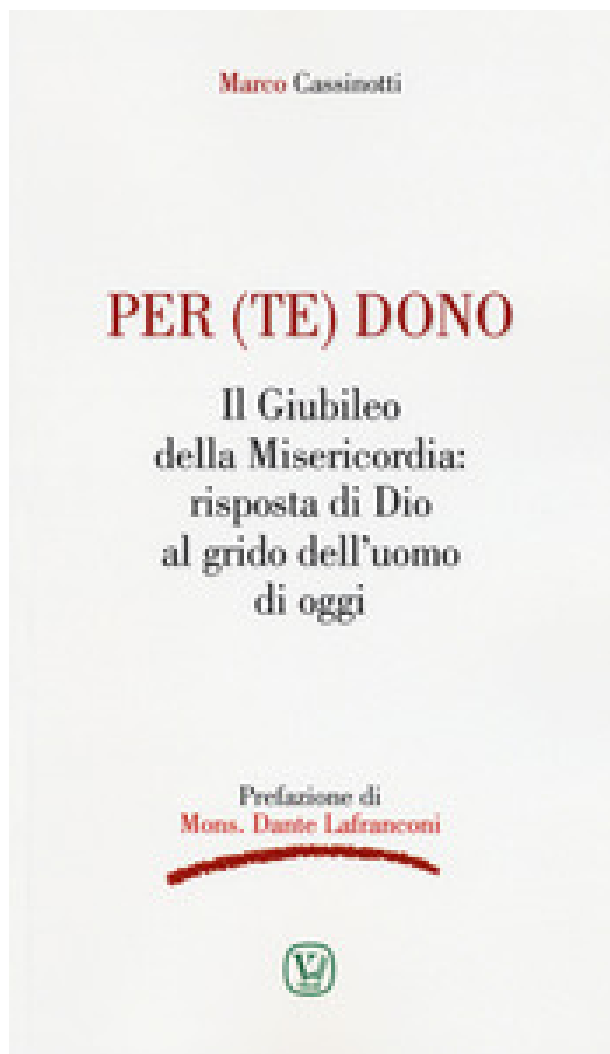 Marco Cassinotti
PER (TE) DONO
Il Giubileo
della Misericordia:
risposta di Dio
al grido dell'uomo
di oggi
Prefazione di
Mons. Dante Lafranconi